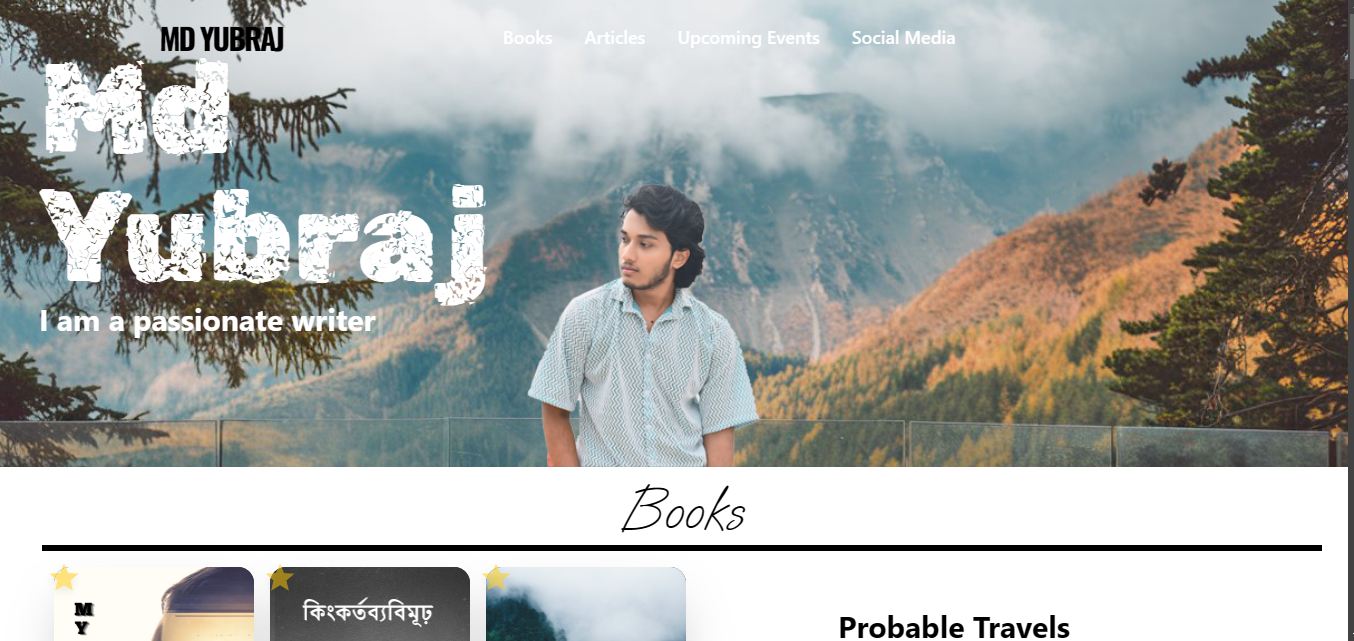 MD YUBRAJ
Books
Articles
Upcoming Events
Social Media
Md
Yubraj
I am a passionate writer
Books
M
Y
কিংকর্তব্যবিমূঢ়
Probable Travels